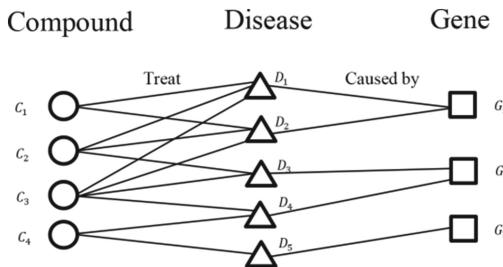 Compound Disease Gene
Treat Caused by
C₁ D₁ G
C₂ D₂
C₃ D₃ G
C₄ D₄
D₅ G